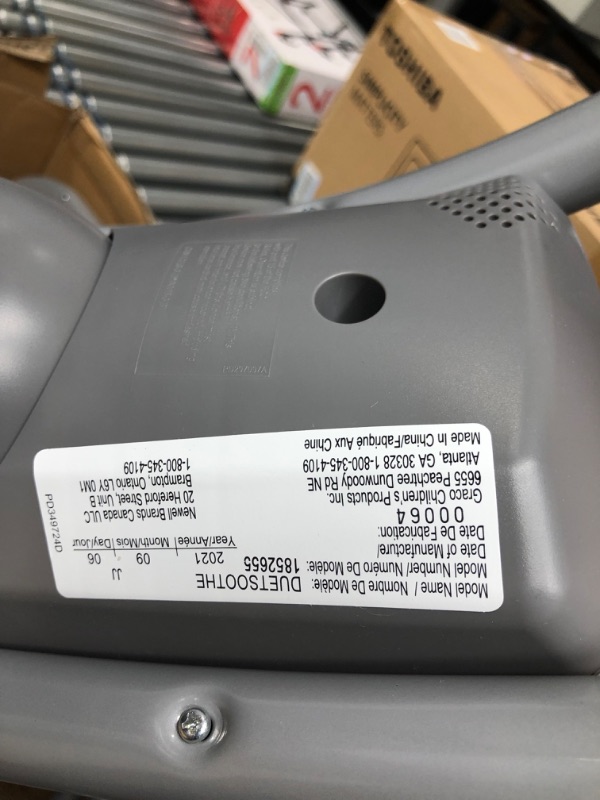 Model Name / Nombre De Modèle: DUETSOOTHE
Model Number/ Numéro De Modèle: 1852655
Date of Manufacture/
Date De Fabrication:
2021 09 06 JJ
Year/Année| Month/Mois|Day/Jour
00064
Graco Children's Products Inc.
6655 Peachtree Dunwoody Rd NE
Atlanta, GA 30328 1-800-345-4109
Made in China/Fabriqué Aux Chine
Newell Brands Canada ULC
20 Hereford Street, Unit B
Brampton, Ontario L6Y 0M1
1-800-345-4109
PD349724D
TOSHIBA
2